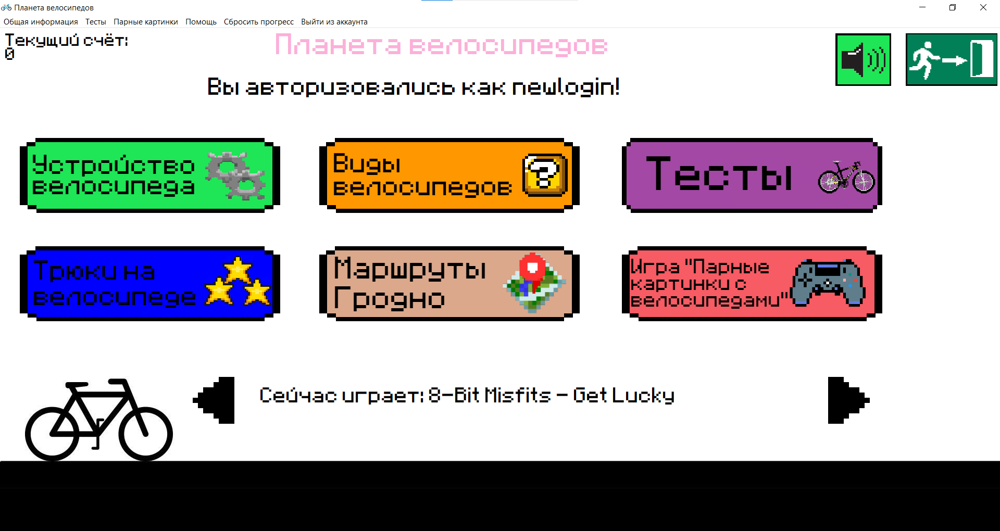 Планета велосипедов
Общая информация Тесты Парные картинки Помощь Сбросить прогресс Выйти из аккаунта
Текущий счёт:
0
Планета велосипедов
Вы авторизовались как newlogin!
Устройство
велосипеда
Виды
велосипедов
Тесты
Трюки на
велосипеде
Маршруты
Гродно
Игра "Парные
картинки с
велосипедами"
Сейчас играет: 8-Bit Misfits - Get Lucky